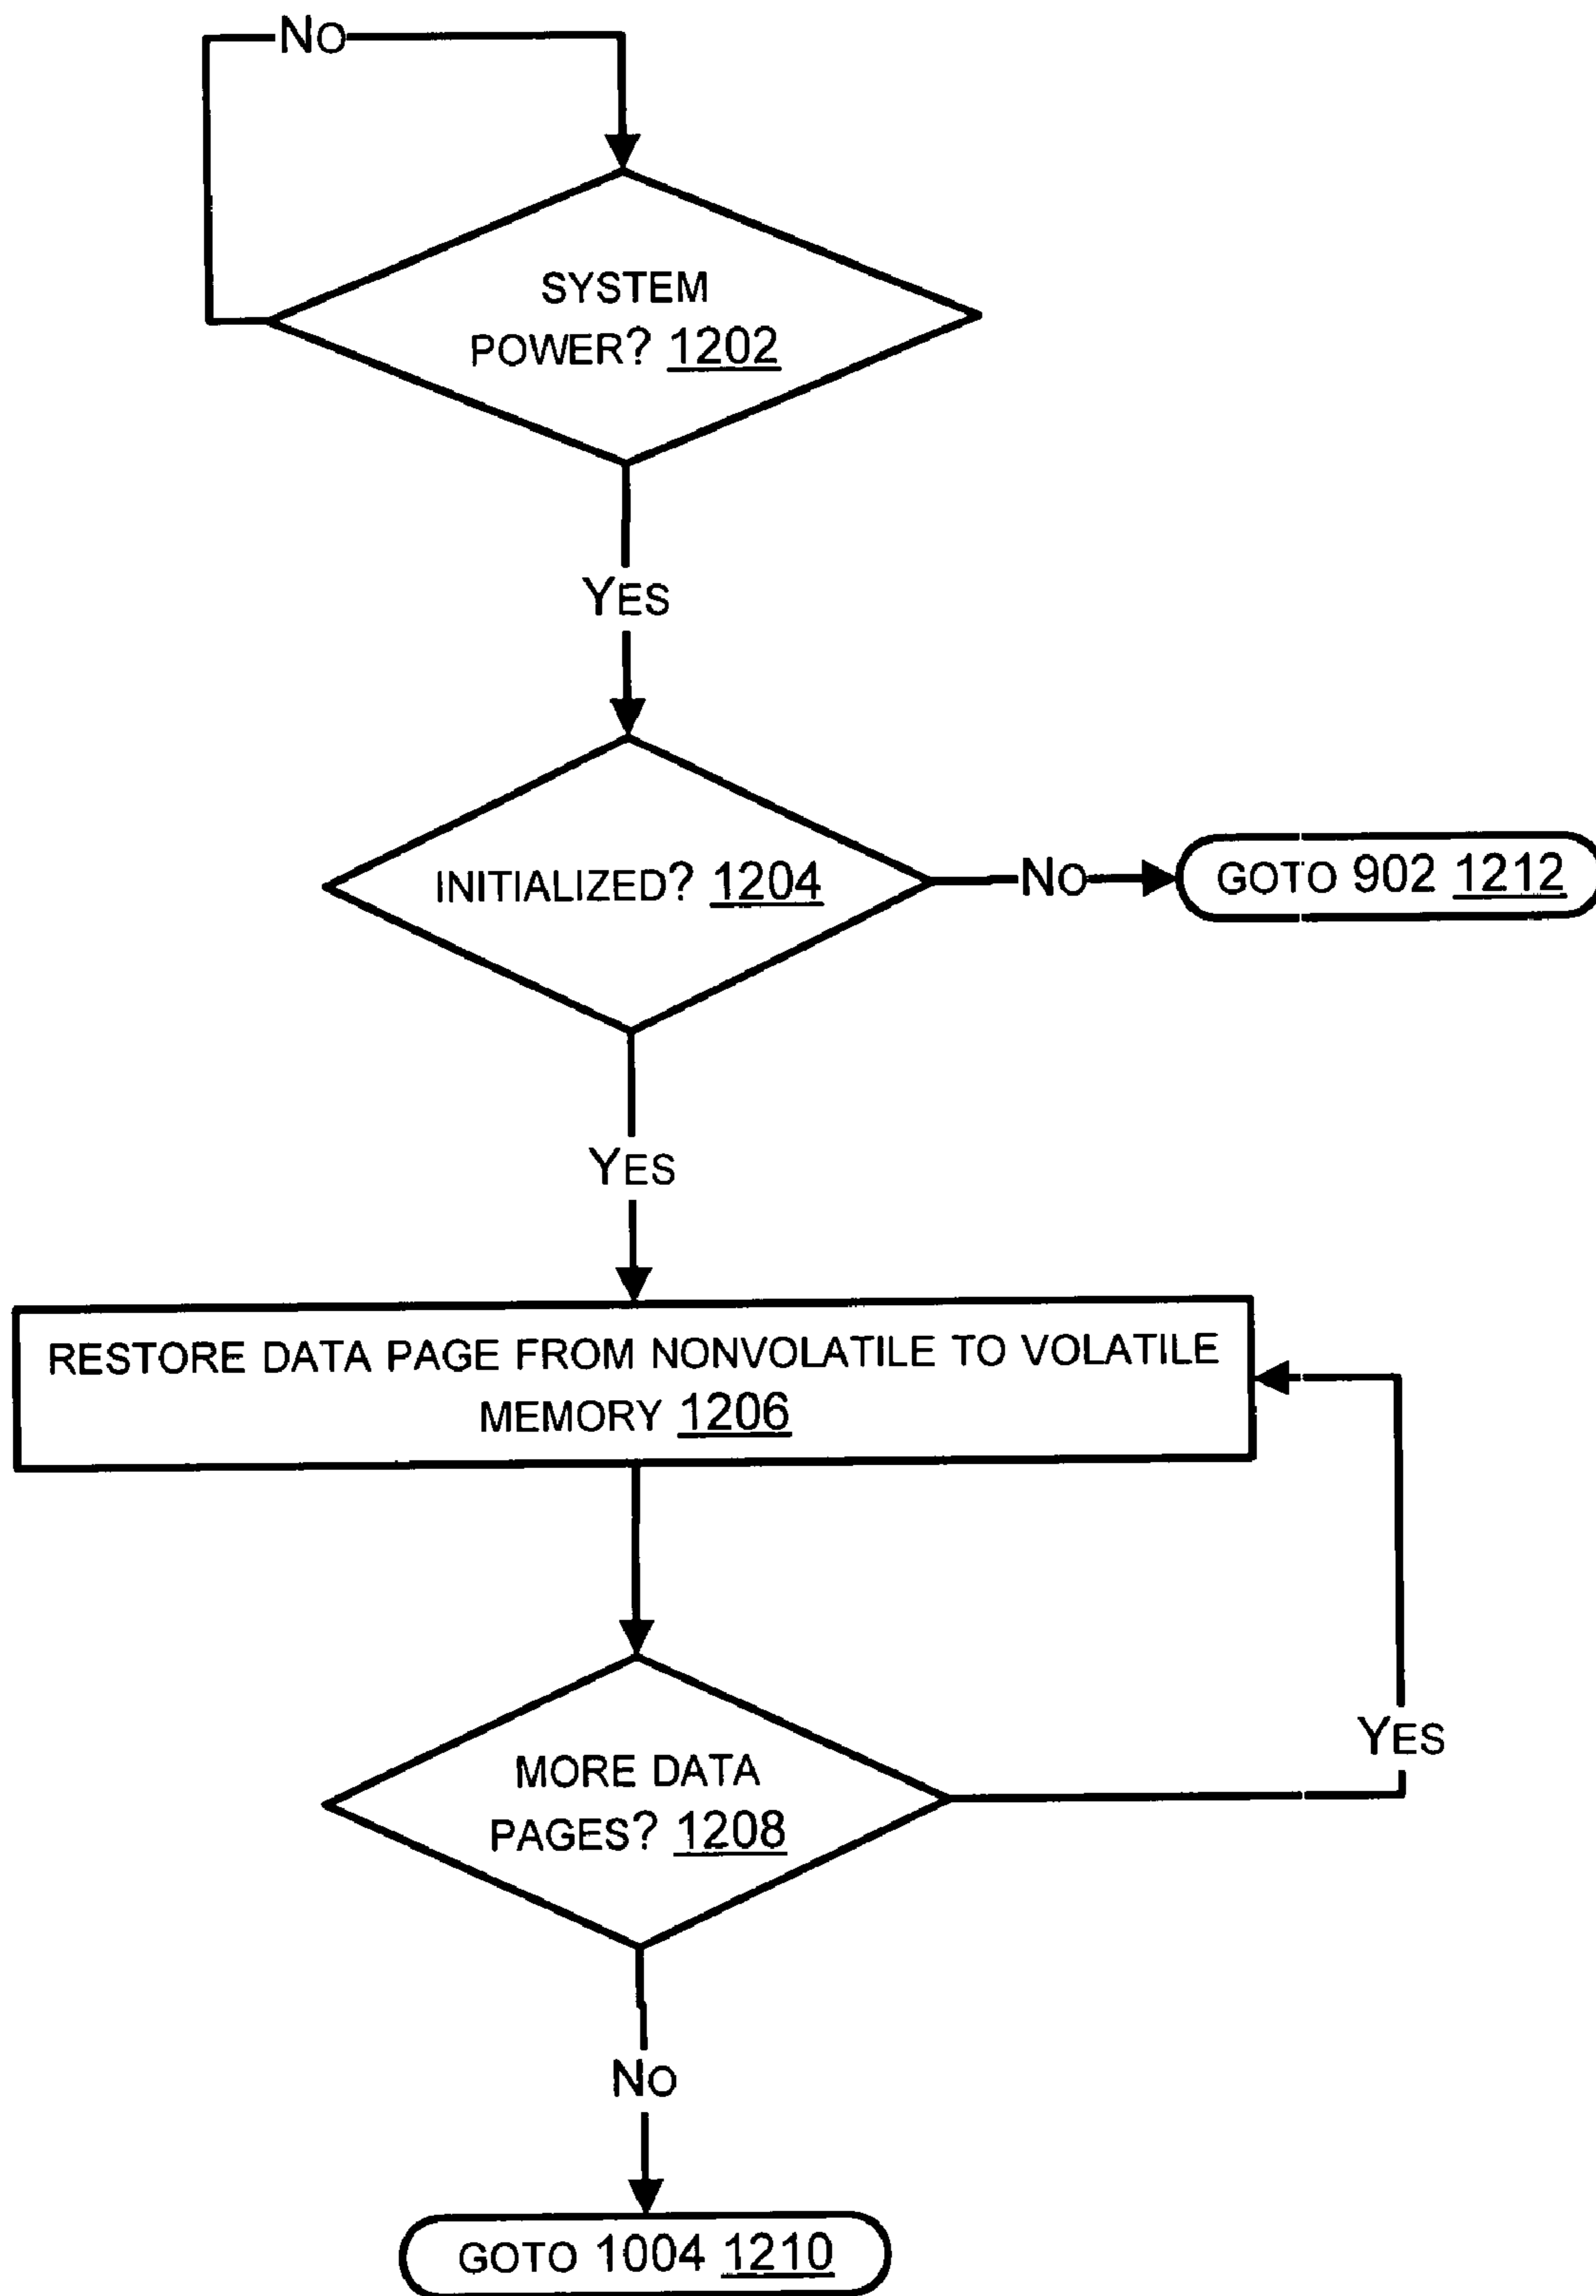 NO
SYSTEM
POWER? 1202
YES
INITIALIZED? 1204
NO
GOTO 902 1212
YES
RESTORE DATA PAGE FROM NONVOLATILE TO VOLATILE
MEMORY 1206
MORE DATA
PAGES? 1208
YES
NO
GOTO 1004 1210